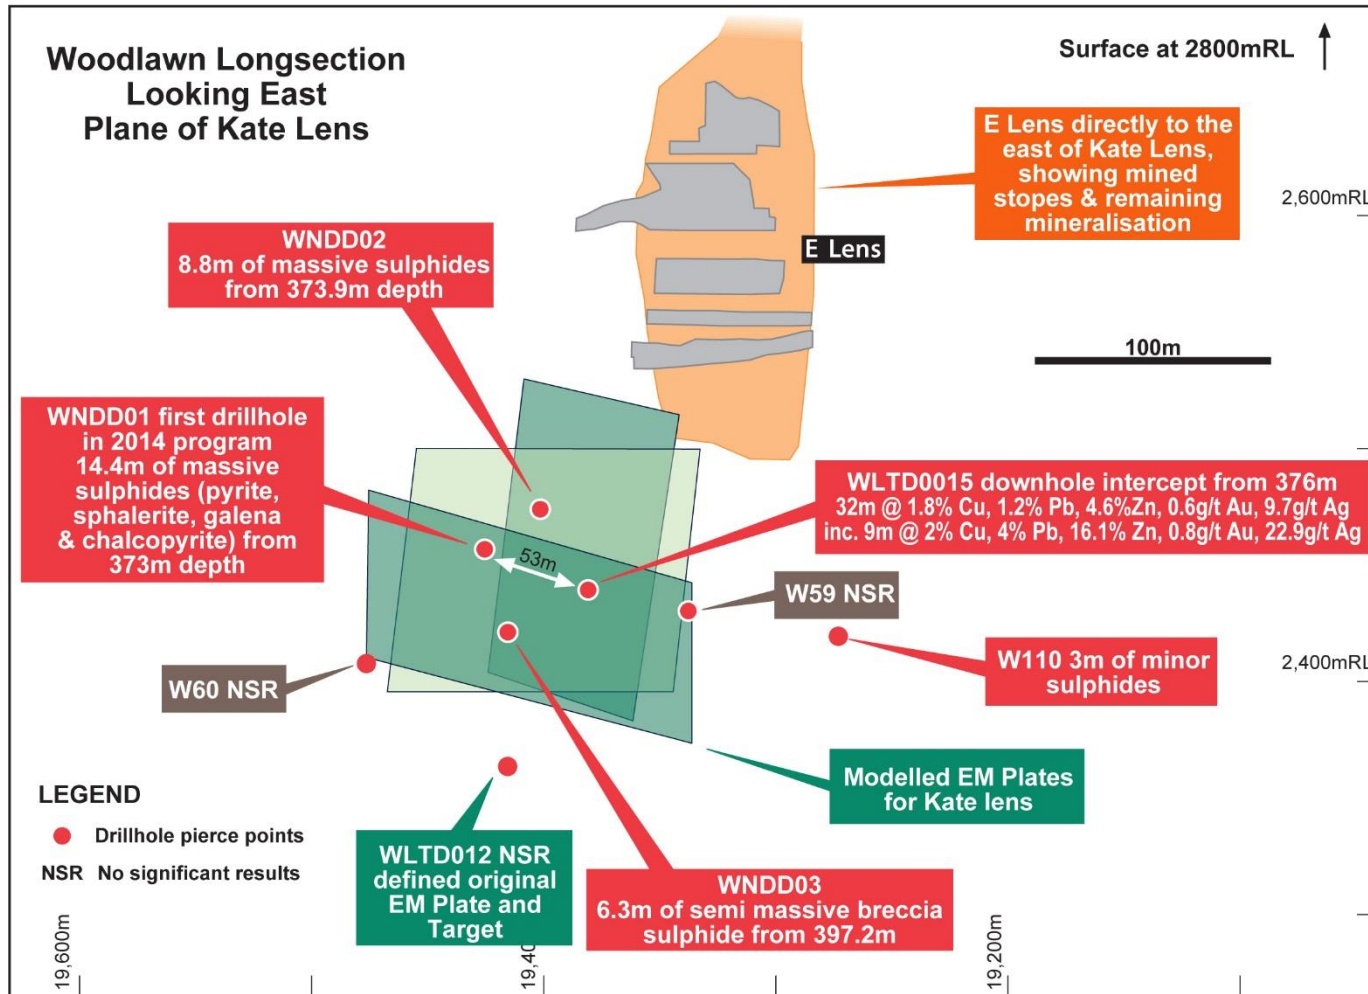 Woodlawn Longsection
Looking East
Plane of Kate Lens
Surface at 2800mRL
E Lens directly to the
east of Kate Lens,
showing mined
stopes & remaining
mineralisation
2,600mRL
E Lens
WNDD02
8.8m of massive sulphides
from 373.9m depth
100m
WNDD01 first drillhole
in 2014 program
14.4m of massive
sulphides (pyrite,
sphalerite, galena
& chalcopyrite) from
373m depth
WLTD0015 downhole intercept from 376m
32m @ 1.8% Cu, 1.2% Pb, 4.6%Zn, 0.6g/t Au, 9.7g/t Ag
inc. 9m @ 2% Cu, 4% Pb, 16.1% Zn, 0.8g/t Au, 22.9g/t Ag
53m
W59 NSR
W110 3m of minor
sulphides
2,400mRL
W60 NSR
Modelled EM Plates
for Kate lens
LEGEND
Drillhole pierce points
NSR No significant results
WLTD012 NSR
defined original
EM Plate and
Target
WNDD03
6.3m of semi massive breccia
sulphide from 397.2m
19,600m
19,200m